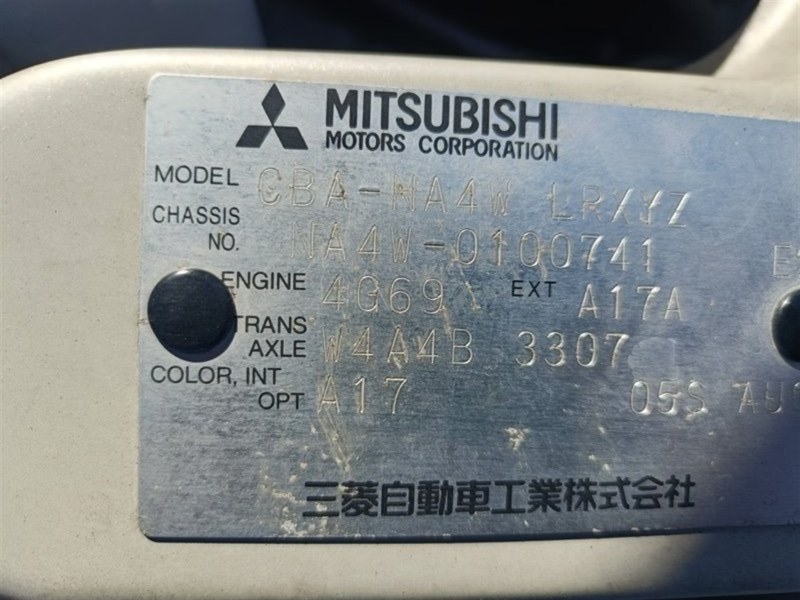 MITSUBISHI
MOTORS CORPORATION
MODEL CBA-NA4W LRXYZ
CHASSIS
NO. NA4W-0100741
ENGINE 4G69 EXT A17A
TRANS
AXLE W4A4B 3307
COLOR, INT
OPT A17 05S
三菱自動車工業株式会社